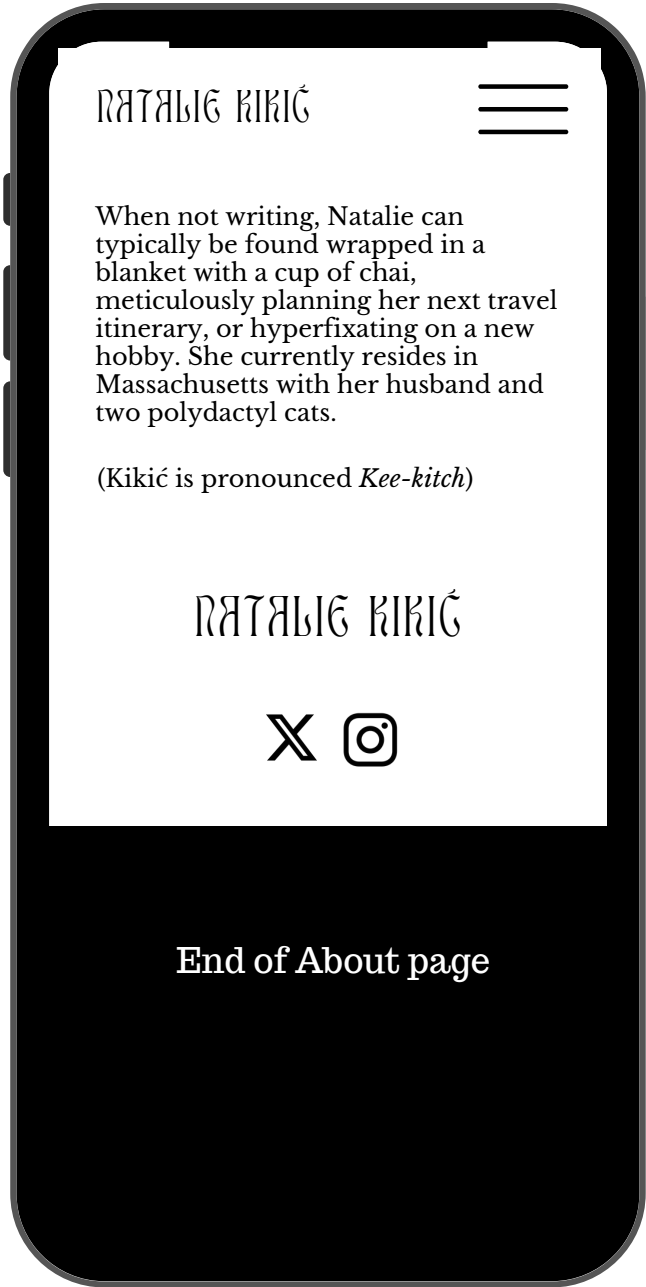 NATALIE KIKIĆ
When not writing, Natalie can
typically be found wrapped in a
blanket with a cup of chai,
meticulously planning her next travel
itinerary, or hyperfixating on a new
hobby. She currently resides in
Massachusetts with her husband and
two polydactyl cats.
(Kikić is pronounced Kee-kitch)
NATALIE KIKIĆ
End of About page